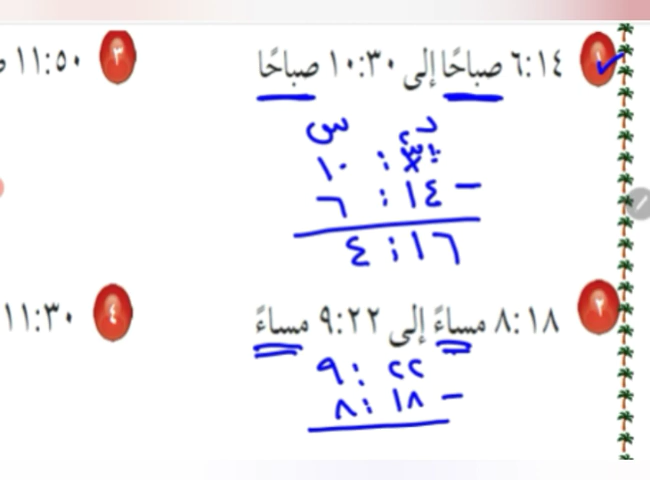 ١ ٦:١٤ صباحًا إلى ١٠:٣٠ صباحًا
س د
١٠ :
٦ : ١٤ -
٤ : ١٦
٢ ٨:١٨ مساءً إلى ٩:٢٢ مساءً
٩ : ٢٢
٨ : ١٨ -
٣ ١١:٥٠
٤ ١١:٣٠